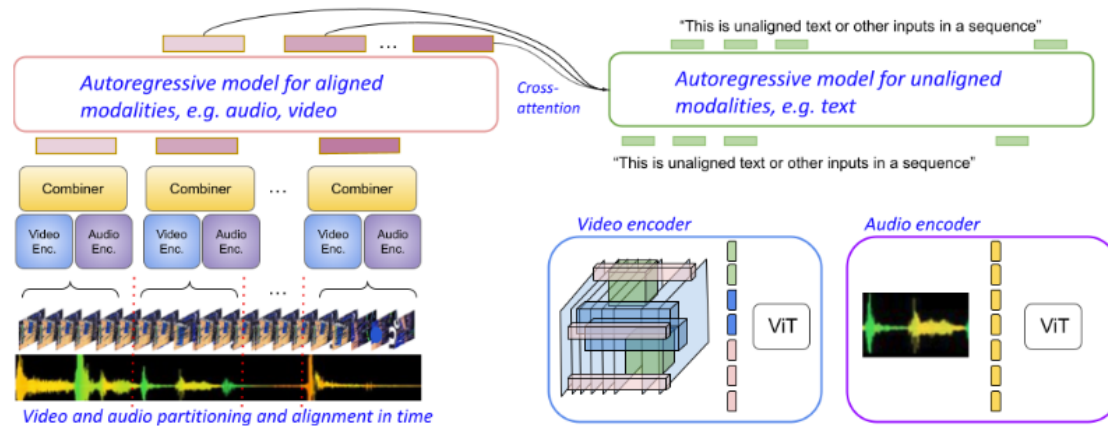 "This is unaligned text or other inputs in a sequence"
...
Autoregressive model for aligned
modalities, e.g. audio, video
Cross-
attention
Autoregressive model for unaligned
modalities, e.g. text
"This is unaligned text or other inputs in a sequence"
Combiner
Combiner
...
Combiner
Video
Enc.
Audio
Enc.
Video
Enc.
Audio
Enc.
Video
Enc.
Audio
Enc.
...
Video and audio partitioning and alignment in time
Video encoder
ViT
Audio encoder
ViT